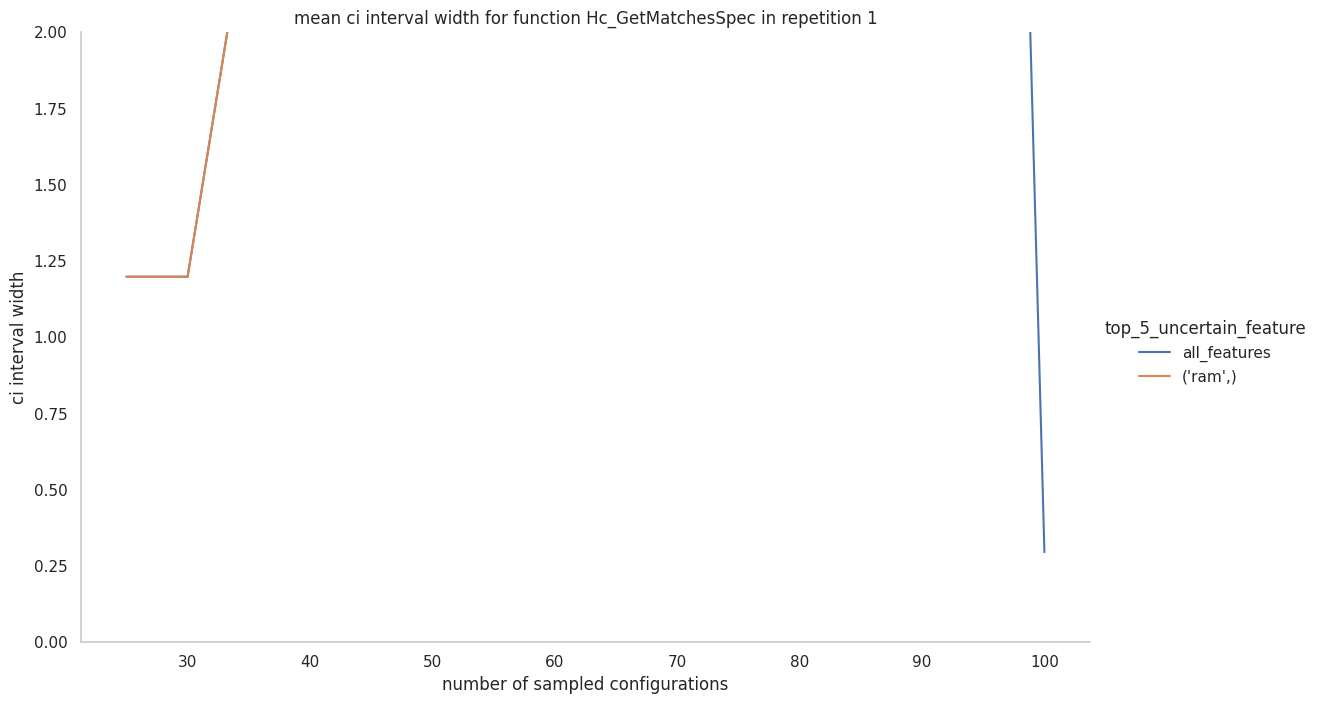 mean ci interval width for function Hc_GetMatchesSpec in repetition 1
2.00
1.75
1.50
1.25
1.00
0.75
0.50
0.25
0.00
ci interval width
30 40 50 60 70 80 90 100
number of sampled configurations
top_5_uncertain_feature
all_features
('ram',)